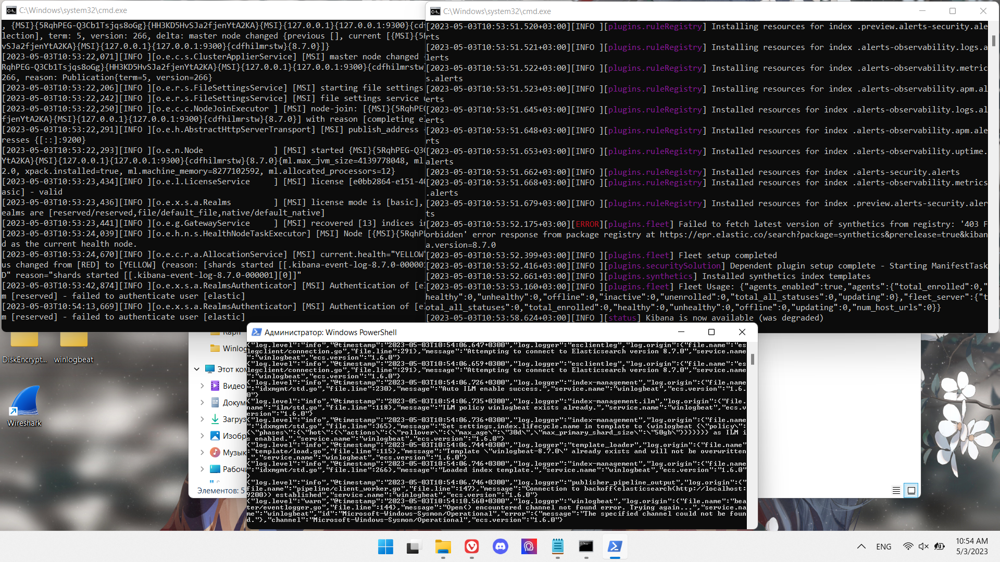 C:\Windows\system32\cmd.exe
, {MSI}{5RqhPEG-Q3Cb1Tsjqs8oGg}{HH3KD5HvSJa2fjenYtA2KA}{MSI}{127.0.0.1}{127.0.0.1:9300}{cdf
lection], term: 5, version: 266, delta: master node changed {previous [], current [{MSI}{5R
vSJa2fjenYtA2KA}{MSI}{127.0.0.1}{127.0.0.1:9300}{cdfhilmrstw}{8.7.0}]}
[2023-05-03T10:53:22,071][INFO ][o.e.c.s.ClusterApplierService] [MSI] master node changed
RqhPEG-Q3Cb1Tsjqs8oGg}{HH3KD5HvSJa2fjenYtA2KA}{MSI}{127.0.0.1}{127.0.0.1:9300}{cdfhilmrstw}
266, reason: Publication{term=5, version=266}
[2023-05-03T10:53:22,206][INFO ][o.e.r.s.FileSettingsService] [MSI] starting file settings
[2023-05-03T10:53:22,242][INFO ][o.e.r.s.FileSettingsService] [MSI] file settings service
[2023-05-03T10:53:22,250][INFO ][o.e.c.c.NodeJoinExecutor ] [MSI] node-join: [{MSI}{5RqhPE
fjenYtA2KA}{MSI}{127.0.0.1}{127.0.0.1:9300}{cdfhilmrstw}{8.7.0}] with reason [completing e
[2023-05-03T10:53:22,291][INFO ][o.e.h.AbstractHttpServerTransport] [MSI] publish_address
resses {[::]:9200}
[2023-05-03T10:53:22,293][INFO ][o.e.n.Node               ] [MSI] started {MSI}{5RqhPEG-Q3C
YtA2KA}{MSI}{127.0.0.1}{127.0.0.1:9300}{cdfhilmrstw}{8.7.0}{ml.max_jvm_size=4139778048, ml
2.0, xpack.installed=true, ml.machine_memory=8277102592, ml.allocated_processors=12}
[2023-05-03T10:53:23,434][INFO ][o.e.l.LicenseService     ] [MSI] license [e0bb2864-e151-4
asic] - valid
[2023-05-03T10:53:23,436][INFO ][o.e.x.s.a.Realms         ] [MSI] license mode is [basic],
ealms are [reserved/reserved,file/default_file,native/default_native]
[2023-05-03T10:53:23,441][INFO ][o.e.g.GatewayService     ] [MSI] recovered [13] indices in
[2023-05-03T10:53:24,039][INFO ][o.e.h.n.s.HealthNodeTaskExecutor] [MSI] Node [{MSI}{5RqhP
d as the current health node.
[2023-05-03T10:53:24,670][INFO ][o.e.c.r.a.AllocationService] [MSI] current.health="YELLOW"
us changed from [RED] to [YELLOW] (reason: [shards started [[.kibana-event-log-8.7.0-000001
D" reason="shards started [[.kibana-event-log-8.7.0-000001][0]]"
[2023-05-03T10:53:42,874][INFO ][o.e.x.s.a.RealmsAuthenticator] [MSI] Authentication of [el
m [reserved] - failed to authenticate user [elastic]
[2023-05-03T10:54:13,669][INFO ][o.e.x.s.a.RealmsAuthenticator] [MSI] Authentication of [el
m [reserved] - failed to authenticate user [elastic]
C:\Windows\system32\cmd.exe
[2023-05-03T10:53:51.520+03:00][INFO ][plugins.ruleRegistry] Installing resources for index .preview.alerts-security.ale
rts
[2023-05-03T10:53:51.521+03:00][INFO ][plugins.ruleRegistry] Installing resources for index .alerts-observability.logs.a
lerts
[2023-05-03T10:53:51.522+03:00][INFO ][plugins.ruleRegistry] Installing resources for index .alerts-observability.metric
s.alerts
[2023-05-03T10:53:51.523+03:00][INFO ][plugins.ruleRegistry] Installing resources for index .alerts-observability.apm.al
erts
[2023-05-03T10:53:51.645+03:00][INFO ][plugins.ruleRegistry] Installed resources for index .alerts-observability.logs.al
erts
[2023-05-03T10:53:51.648+03:00][INFO ][plugins.ruleRegistry] Installed resources for index .alerts-observability.apm.ale
rts
[2023-05-03T10:53:51.653+03:00][INFO ][plugins.ruleRegistry] Installed resources for index .alerts-observability.uptime.
alerts
[2023-05-03T10:53:51.662+03:00][INFO ][plugins.ruleRegistry] Installed resources for index .alerts-security.alerts
[2023-05-03T10:53:51.668+03:00][INFO ][plugins.ruleRegistry] Installed resources for index .alerts-observability.metrics
.alerts
[2023-05-03T10:53:51.679+03:00][INFO ][plugins.ruleRegistry] Installed resources for index .preview.alerts-security.aler
ts
[2023-05-03T10:53:52.175+03:00][ERROR][plugins.fleet] Failed to fetch latest version of synthetics from registry: '403 F
orbidden' error response from package registry at https://epr.elastic.co/search?package=synthetics&prerelease=true&kiban
a.version=8.7.0
[2023-05-03T10:53:52.399+03:00][INFO ][plugins.fleet] Fleet setup completed
[2023-05-03T10:53:52.416+03:00][INFO ][plugins.securitySolution] Dependent plugin setup complete - Starting ManifestTask
[2023-05-03T10:53:52.661+03:00][INFO ][plugins.synthetics] Installed synthetics index templates
[2023-05-03T10:53:53.160+03:00][INFO ][plugins.fleet] Fleet Usage: {"agents_enabled":true,"agents":{"total_enrolled":0,"
healthy":0,"unhealthy":0,"offline":0,"inactive":0,"unenrolled":0,"total_all_statuses":0,"updating":0},"fleet_server":{"t
otal_all_statuses":0,"total_enrolled":0,"healthy":0,"unhealthy":0,"offline":0,"updating":0,"num_host_urls":0}}
[2023-05-03T10:53:58.624+03:00][INFO ][status] Kibana is now available (was degraded)
DiskEncrypt...
winlogbeat
Wireshark
Winlog
Этот ком
Видео
Докуме
Загруз
Изобр
Музык
Рабочи
Элементов: 5
Администратор: Windows PowerShell
{"log.level":"info","@timestamp":"2023-05-03T10:54:06.647+0300","log.logger":"esclientleg","log.origin":{"file.name":"es
legclient/connection.go","file.line":291},"message":"Attempting to connect to Elasticsearch version 8.7.0","service.name
":"winlogbeat","ecs.version":"1.6.0"}
{"log.level":"info","@timestamp":"2023-05-03T10:54:06.659+0300","log.logger":"esclientleg","log.origin":{"file.name":"es
legclient/connection.go","file.line":291},"message":"Attempting to connect to Elasticsearch version 8.7.0","service.name
":"winlogbeat","ecs.version":"1.6.0"}
{"log.level":"info","@timestamp":"2023-05-03T10:54:06.726+0300","log.logger":"index-management","log.origin":{"file.name
":"idxmgmt/std.go","file.line":230},"message":"Auto ILM enable success.","service.name":"winlogbeat","ecs.version":"1.6.
0"}
{"log.level":"info","@timestamp":"2023-05-03T10:54:06.735+0300","log.logger":"index-management.ilm","log.origin":{"file.
name":"ilm/std.go","file.line":118},"message":"ILM policy winlogbeat exists already.","service.name":"winlogbeat","ecs.v
ersion":"1.6.0"}
{"log.level":"info","@timestamp":"2023-05-03T10:54:06.736+0300","log.logger":"index-management","log.origin":{"file.name
":"idxmgmt/std.go","file.line":365},"message":"Set settings.index.lifecycle.name in template to {winlogbeat {\"policy\":
{\"phases\":{\"hot\":{\"actions\":{\"rollover\":{\"max_age\":\"30d\",\"max_primary_shard_size\":\"50gb\"}}}}}}} as ILM i
s enabled.","service.name":"winlogbeat","ecs.version":"1.6.0"}
{"log.level":"info","@timestamp":"2023-05-03T10:54:06.744+0300","log.logger":"template_loader","log.origin":{"file.name"
:"template/load.go","file.line":115},"message":"Template \"winlogbeat-8.7.0\" already exists and will not be overwritten
.","service.name":"winlogbeat","ecs.version":"1.6.0"}
{"log.level":"info","@timestamp":"2023-05-03T10:54:06.746+0300","log.logger":"index-management","log.origin":{"file.name
":"idxmgmt/std.go","file.line":266},"message":"Loaded index template.","service.name":"winlogbeat","ecs.version":"1.6.0"
}
{"log.level":"info","@timestamp":"2023-05-03T10:54:06.746+0300","log.logger":"publisher_pipeline_output","log.origin":{"
file.name":"pipeline/client_worker.go","file.line":147},"message":"Connection to backoff(elasticsearch(http://localhost:
9200)) established","service.name":"winlogbeat","ecs.version":"1.6.0"}
{"log.level":"warn","@timestamp":"2023-05-03T10:54:10.560+0300","log.logger":"winlogbeat","log.origin":{"file.name":"bea
ter/eventlogger.go","file.line":144},"message":"Open() encountered channel not found error. Trying again...","service.na
me":"winlogbeat","id":"Microsoft-Windows-Sysmon/Operational","error":{"message":"The specified channel could not be foun
d."},"channel":"Microsoft-Windows-Sysmon/Operational","ecs.version":"1.6.0"}
ENG
10:54 AM
5/3/2023